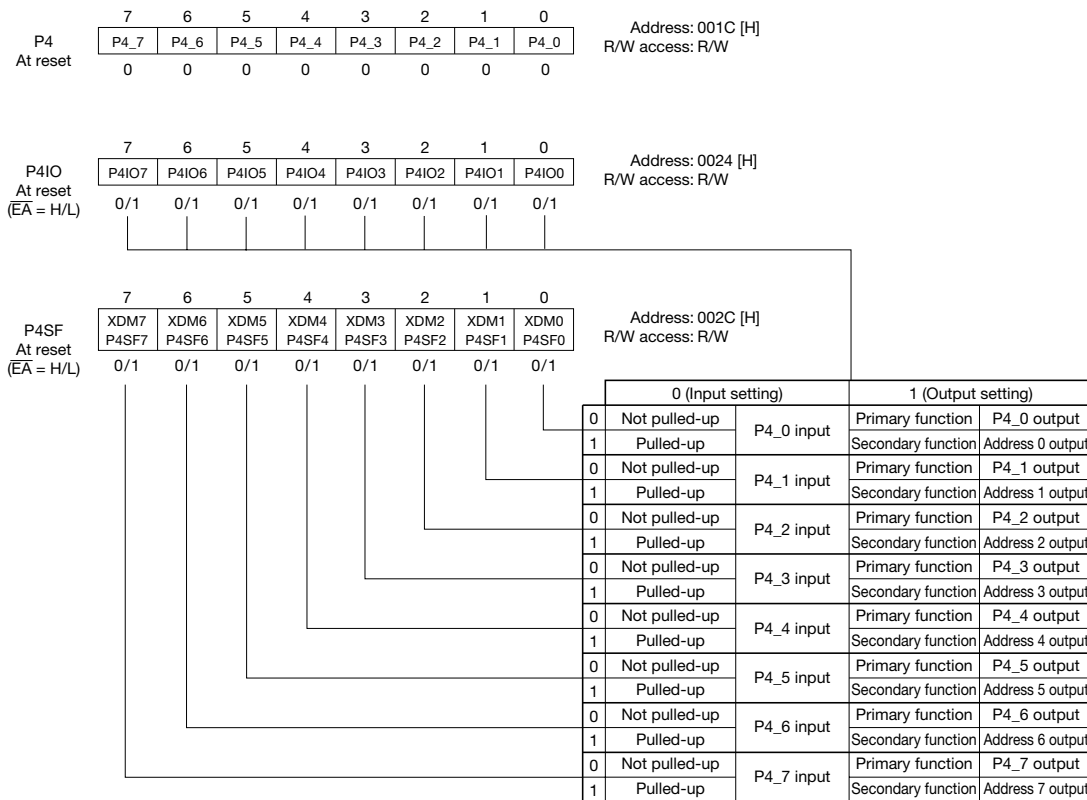 7 6 5 4 3 2 1 0
P4 P4_7 P4_6 P4_5 P4_4 P4_3 P4_2 P4_1 P4_0 Address: 001C [H]
At reset 0 0 0 0 0 0 0 0 R/W access: R/W
7 6 5 4 3 2 1 0
P4IO P4IO7 P4IO6 P4IO5 P4IO4 P4IO3 P4IO2 P4IO1 P4IO0 Address: 0024 [H]
At reset R/W access: R/W
(EA = H/L) 0/1 0/1 0/1 0/1 0/1 0/1 0/1 0/1
7 6 5 4 3 2 1 0
XDM7 XDM6 XDM5 XDM4 XDM3 XDM2 XDM1 XDM0 Address: 002C [H]
P4SF P4SF7 P4SF6 P4SF5 P4SF4 P4SF3 P4SF2 P4SF1 P4SF0 R/W access: R/W
At reset
(EA = H/L) 0/1 0/1 0/1 0/1 0/1 0/1 0/1 0/1
0 (Input setting) 1 (Output setting)
0 Not pulled-up P4_0 input Primary function P4_0 output
1 Pulled-up Secondary function Address 0 output
0 Not pulled-up P4_1 input Primary function P4_1 output
1 Pulled-up Secondary function Address 1 output
0 Not pulled-up P4_2 input Primary function P4_2 output
1 Pulled-up Secondary function Address 2 output
0 Not pulled-up P4_3 input Primary function P4_3 output
1 Pulled-up Secondary function Address 3 output
0 Not pulled-up P4_4 input Primary function P4_4 output
1 Pulled-up Secondary function Address 4 output
0 Not pulled-up P4_5 input Primary function P4_5 output
1 Pulled-up Secondary function Address 5 output
0 Not pulled-up P4_6 input Primary function P4_6 output
1 Pulled-up Secondary function Address 6 output
0 Not pulled-up P4_7 input Primary function P4_7 output
1 Pulled-up Secondary function Address 7 output